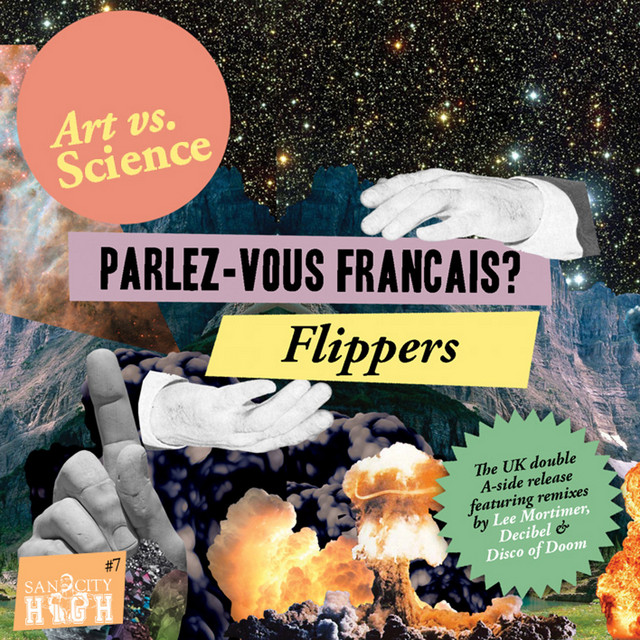 Art vs.
Science
PARLEZ-VOUS FRANCAIS?
Flippers
The UK double
A-side release
featuring remixes
by Lee Mortimer,
Decibel &
Disco of Doom
#7
SAN CITY
HIGH